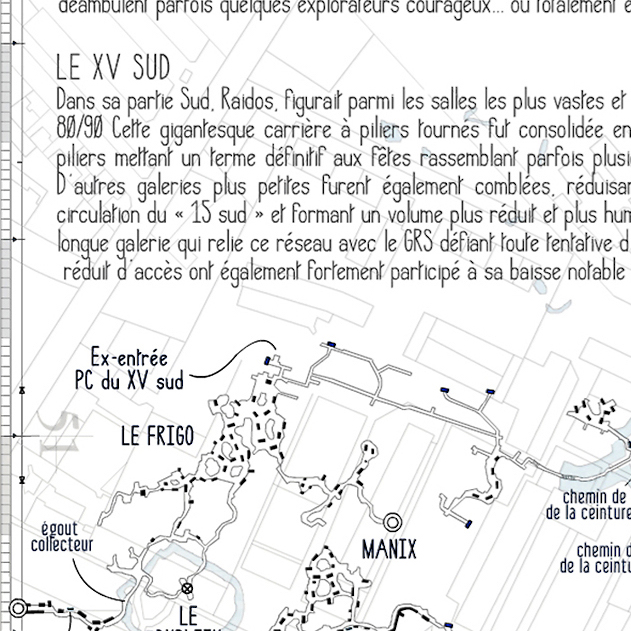 déambulent parfois quelques explorateurs courageux... ou totalement
LE XV SUD
Dans sa partie Sud, Raidos, figurait parmi les salles les plus vastes et
80/90 Cette gigantesque carrière à piliers tournés fut consolidée en
piliers mettant un terme définitif aux fêtes rassemblant parfois plusi
D'autres galeries plus petites furent également comblées, réduisan
circulation du « 15 sud » et formant un volume plus réduit et plus hum
longue galerie qui relie ce réseau avec le GRS défiant toute tentative d
réduit d'accès ont également fortement participé à sa baisse notable
Ex-entrée
PC du XV sud
LE FRIGO
15
chemin de
de la ceinture
égout
collecteur
MANIX
chemin d
de la ceintu
LE